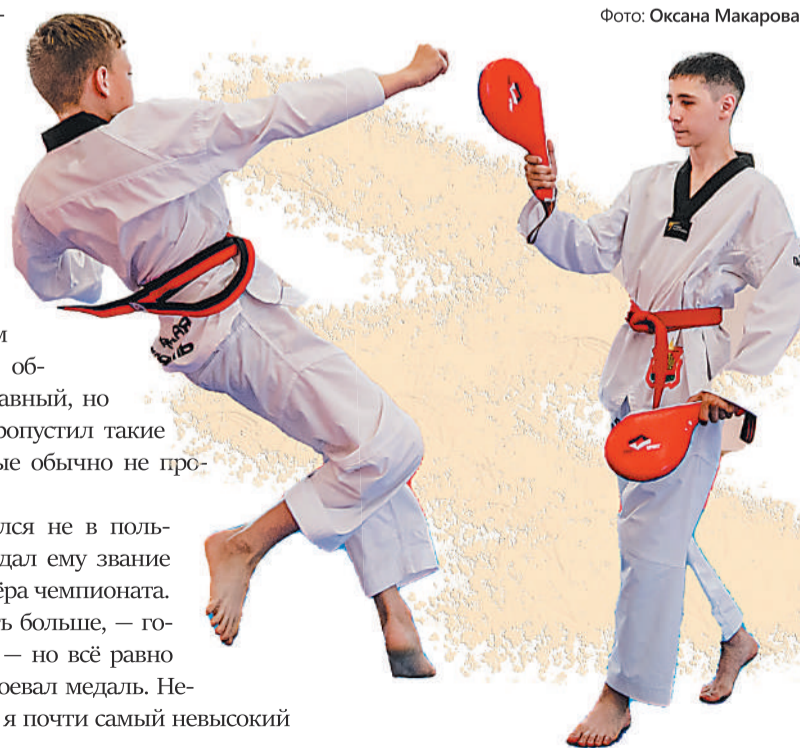 Фото: Оксана Макарова
м
об-
авный, но
ропустил такие
ые обычно не про-
лся не в поль-
дал ему звание
ёра чемпионата.
ть больше, — го-
— но всё равно
оевал медаль. Не-
я почти самый невысокий